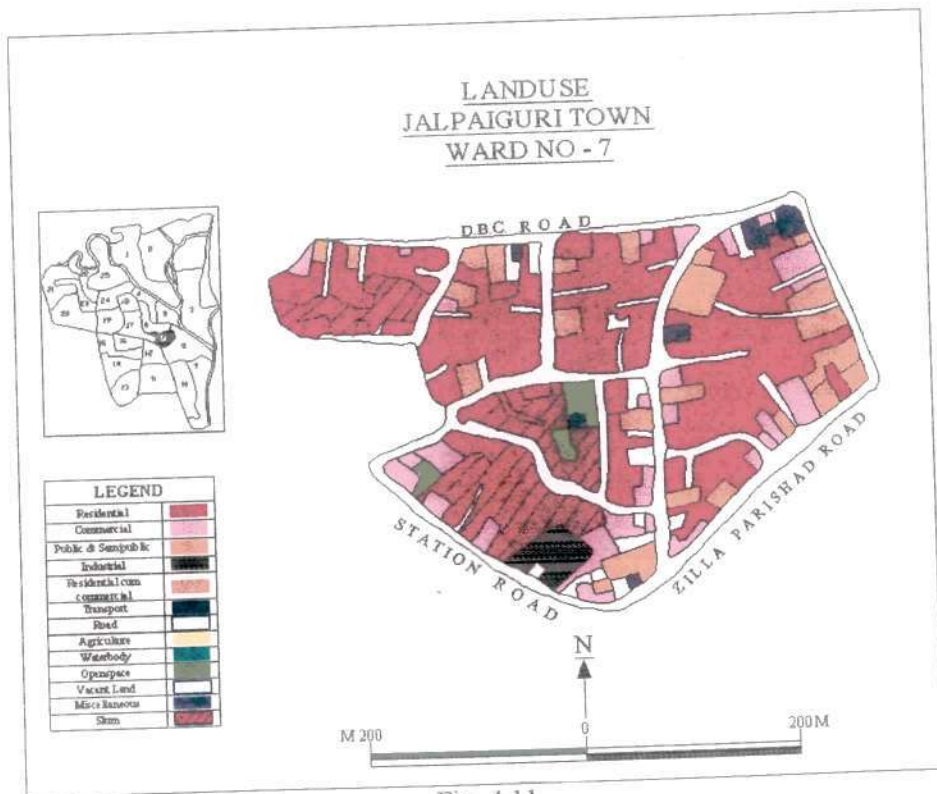 LANDUSE
JALPAIGURI TOWN
WARD NO - 7
DBC ROAD
STATION ROAD
ZILLA PARISHAD ROAD
LEGEND
Residential
Commercial
Public & Semipublic
Industrial
Residential cum
commercial
Transport
Road
Agriculture
Waterbody
Openspace
Vacant Land
Miscellaneous
Slum
N
M 200
0
200 M